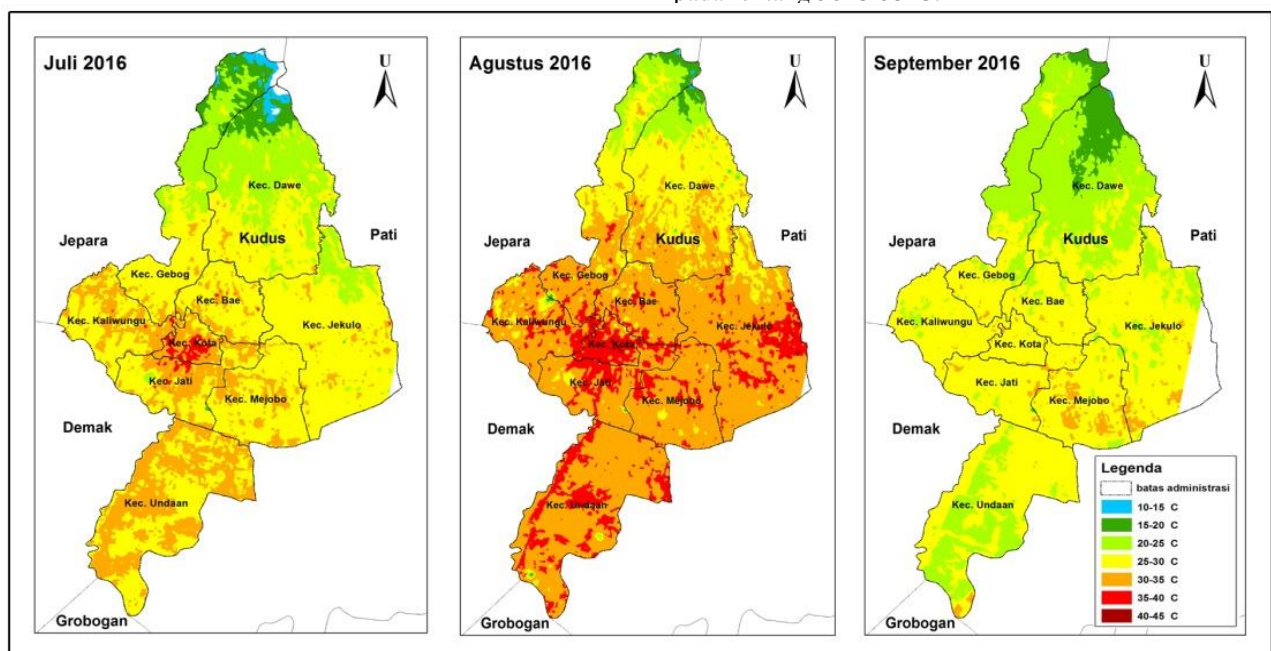 Juli 2016
U
Kec. Dawe
Jepara
Kudus
Pati
Kec. Gebog
Kec. Bae
Kec. Kaliwungu
Kec. Jekulo
Kec. Kota
Kec. Jati
Kec. Mejobo
Demak
Kec. Undaan
Grobogan
Agustus 2016
U
Kec. Dawe
Jepara
Kudus
Pati
Kec. Gebog
Kec. Bae
Kec. Kaliwungu
Kec. Jekulo
Kec. Kota
Kec. Jati
Kec. Mejobo
Demak
Kec. Undaan
Grobogan
September 2016
U
Kec. Dawe
Jepara
Kudus
Pati
Kec. Gebog
Kec. Bae
Kec. Kaliwungu
Kec. Jekulo
Kec. Kota
Kec. Jati
Kec. Mejobo
Demak
Kec. Undaan
Grobogan
Legenda
batas administrasi
10-15 C
15-20 C
20-25 C
25-30 C
30-35 C
35-40 C
40-45 C